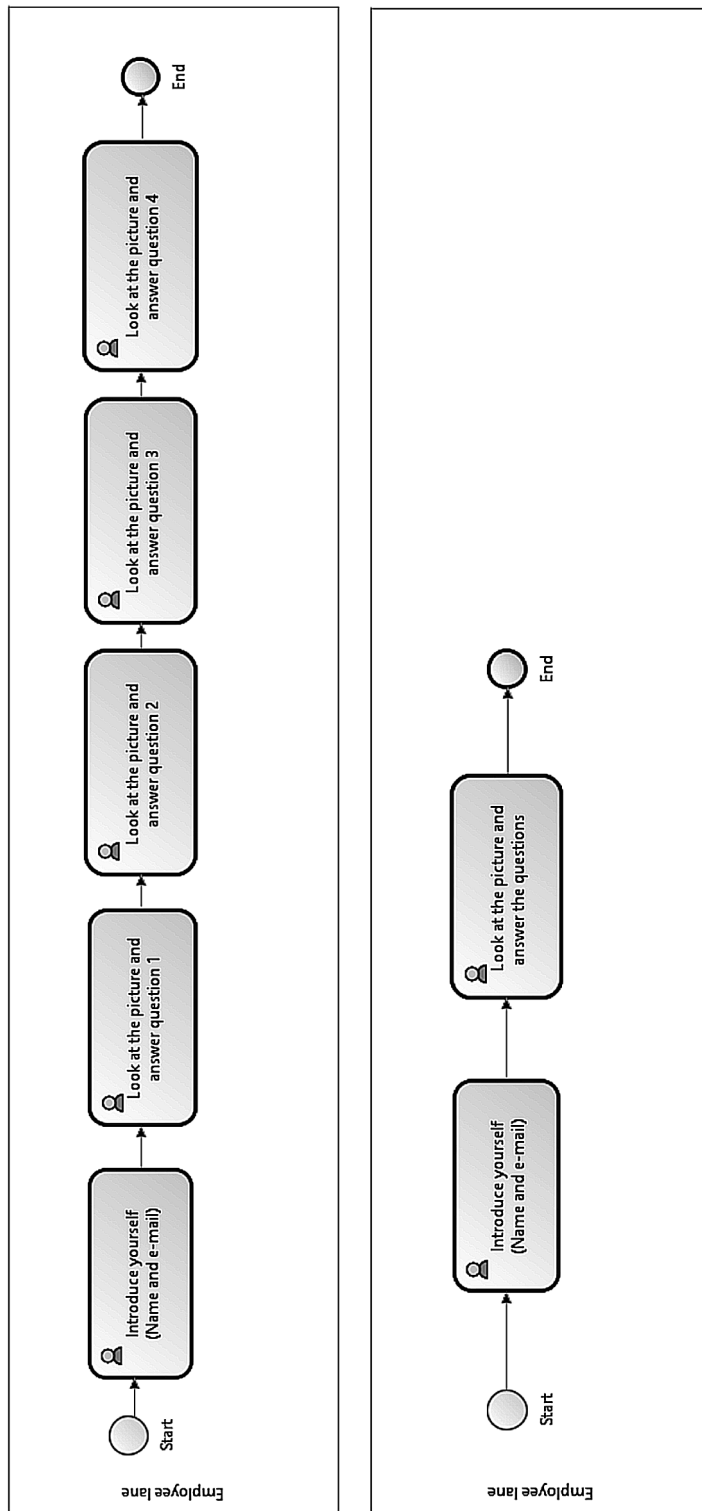 Employee lane
Start
Introduce yourself
(Name and e-mail)
Look at the picture and
answer question 1
Look at the picture and
answer question 2
Look at the picture and
answer question 3
Look at the picture and
answer question 4
End
Employee lane
Start
Introduce yourself
(Name and e-mail)
Look at the picture and
answer the questions
End